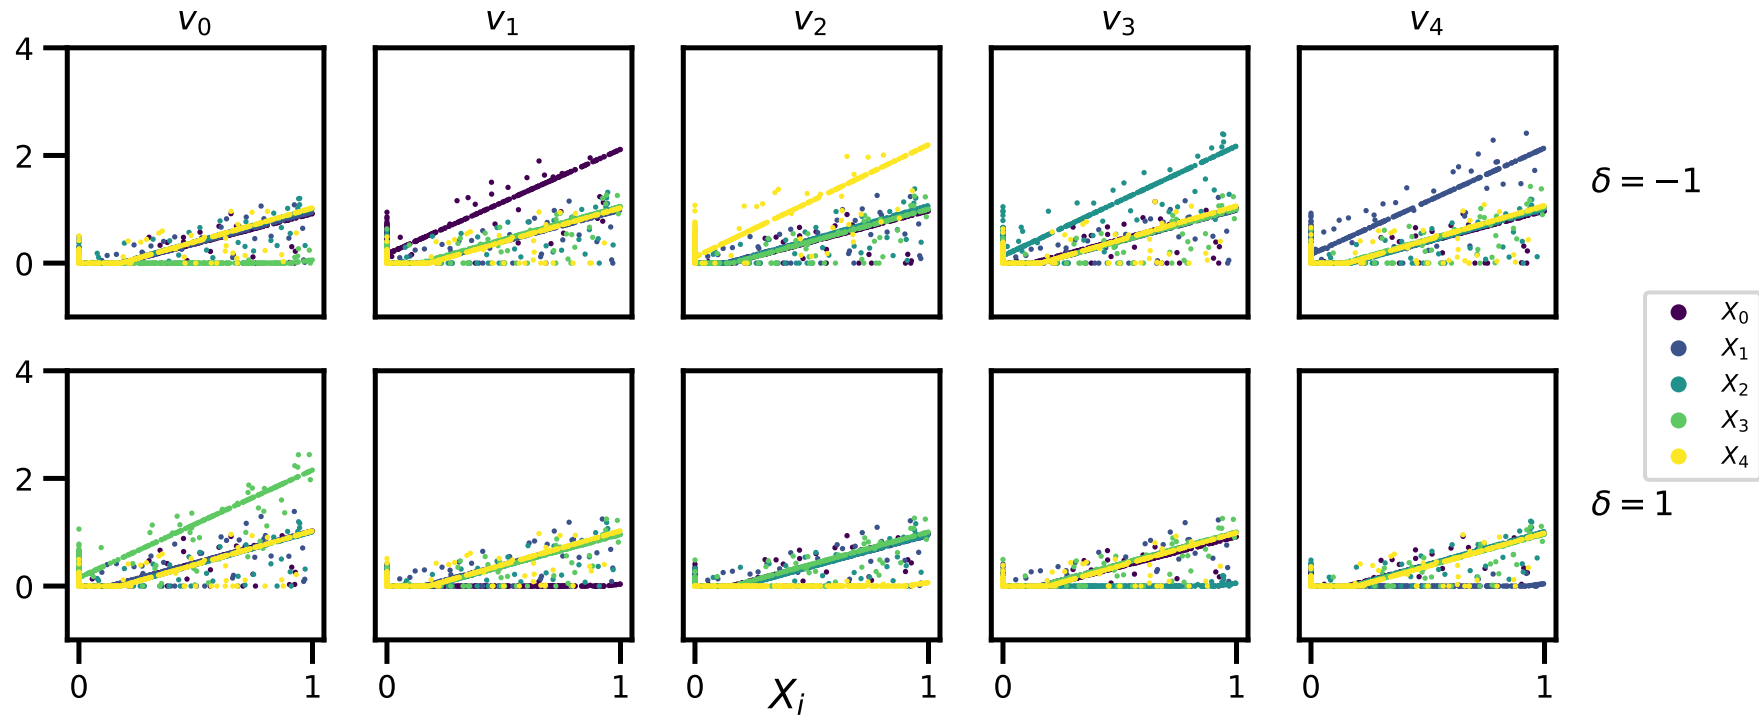 v₀ v₁ v₂ v₃ v₄
4
2
0
δ = −1
4
2
0
δ = 1
X₀
X₁
X₂
X₃
X₄
0 1 0 1 0 1 0 1 0 1
Xᵢ